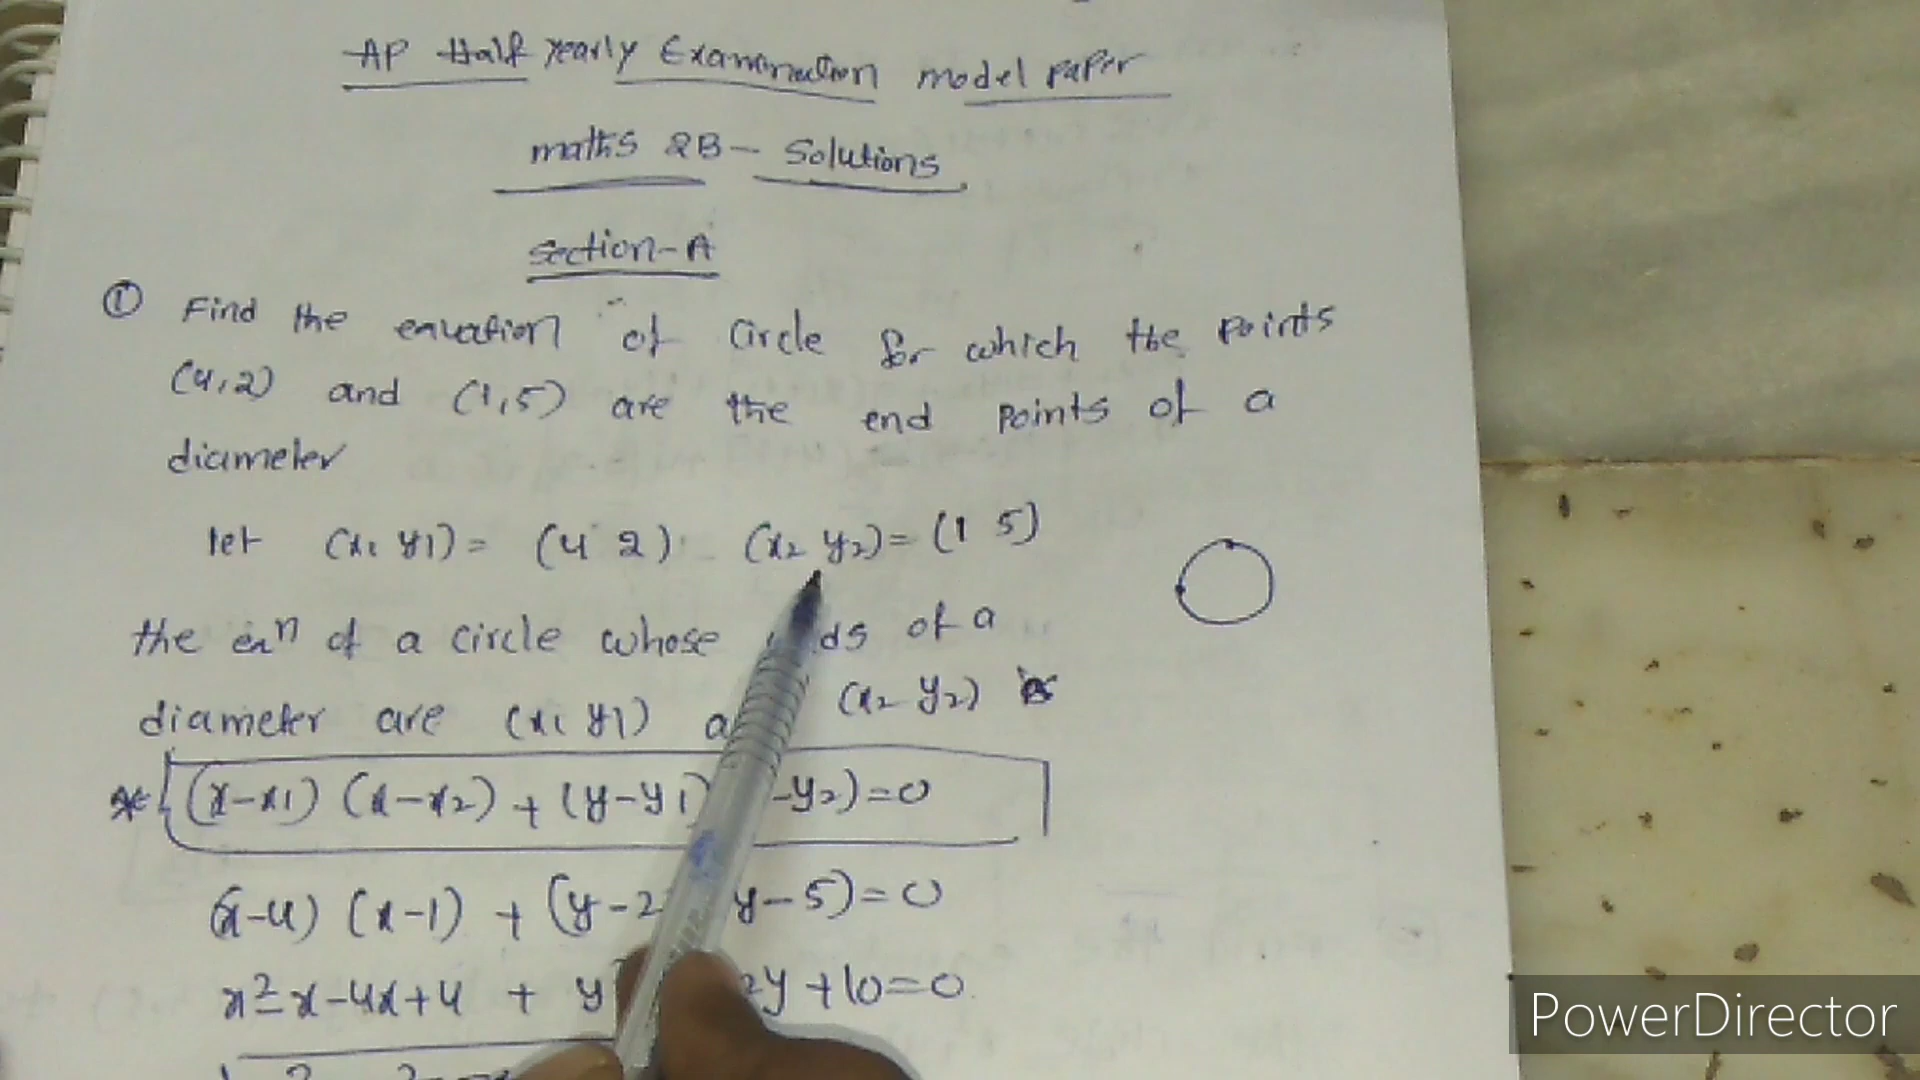 AP Half yearly Examination model paper
maths 2B - Solutions
Section-A
① Find the equation of circle for which the points
(4,2) and (1,5) are the end points of a
diameter
let (x1 y1) = (4 2) (x2 y2) = (1 5)
the eqn of a circle whose ds of a
diameter are (x1 y1) a (x2 y2) is
* (x-x1) (x-x2) + (y-y1) -y2)=0
(x-4) (x-1) + (y-2 y-5)=0
x²-x-4x+4 + y 2y+10=0
PowerDirector